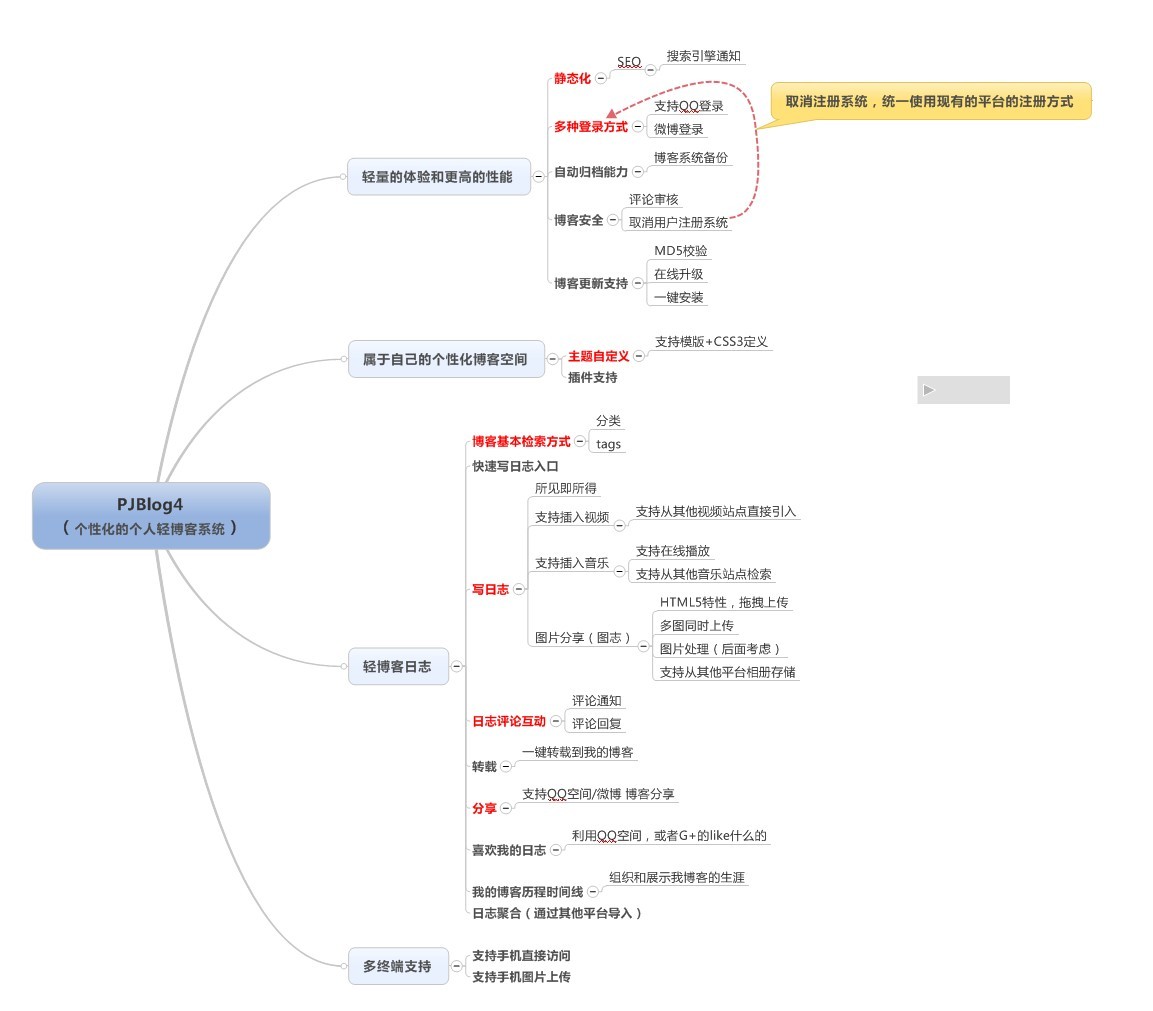 PJBlog4
（ 个性化的个人轻博客系统 ）
轻量的体验和更高的性能
静态化
SEO
搜索引擎通知
多种登录方式
支持QQ登录
微博登录
取消注册系统，统一使用现有的平台的注册方式
自动归档能力
博客系统备份
博客安全
评论审核
取消用户注册系统
博客更新支持
MD5校验
在线升级
一键安装
属于自己的个性化博客空间
主题自定义
支持模版+CSS3定义
插件支持
轻博客日志
博客基本检索方式
分类
tags
快速写日志入口
写日志
所见即所得
支持插入视频
支持从其他视频站点直接引入
支持插入音乐
支持在线播放
支持从其他音乐站点检索
图片分享（图志）
HTML5特性，拖拽上传
多图同时上传
图片处理（后面考虑）
支持从其他平台相册存储
日志评论互动
评论通知
评论回复
转载
一键转载到我的博客
分享
支持QQ空间/微博 博客分享
喜欢我的日志
利用QQ空间，或者G+的like什么的
我的博客历程时间线
组织和展示我博客的生涯
日志聚合（通过其他平台导入）
多终端支持
支持手机直接访问
支持手机图片上传